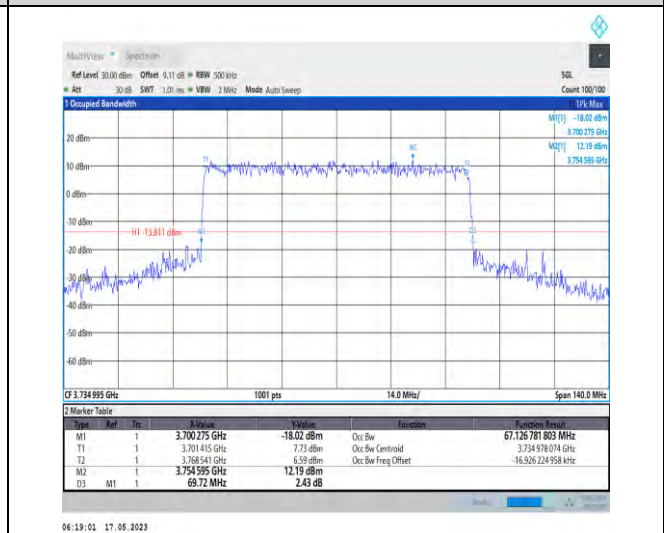 MultiView Spectrum
Ref Level 30.00 dBm Offset 9.11 dB RBW 500 kHz SGL
Att 30 dB SWT 1.01 ms VBW 2 MHz Mode Auto Sweep Count 100/100
1 Occupied Bandwidth 1Pk Max
M1[1] -18.02 dBm
3.700 275 GHz
M2[1] 12.19 dBm
3.754 595 GHz
20 dBm
M2
T1
10 dBm
0 dBm
-10 dBm
H1 -13.811 dBm
M1
D3
-20 dBm
-30 dBm
-40 dBm
-50 dBm
-60 dBm
CF 3.734 995 GHz 1001 pts 14.0 MHz/ Span 140.0 MHz
2 Marker Table
Type Ref Trc X-Value Y-Value Function Function Result
M1 1 3.700 275 GHz -18.02 dBm Occ Bw 67.126 781 803 MHz
T1 1 3.701 415 GHz 7.73 dBm Occ Bw Centroid 3.734 978 074 GHz
T2 1 3.768 541 GHz 6.59 dBm Occ Bw Freq Offset -16.926 224 958 kHz
M2 1 3.754 595 GHz 12.19 dBm
D3 M1 1 69.72 MHz 2.43 dB
06:19:01 17.05.2023